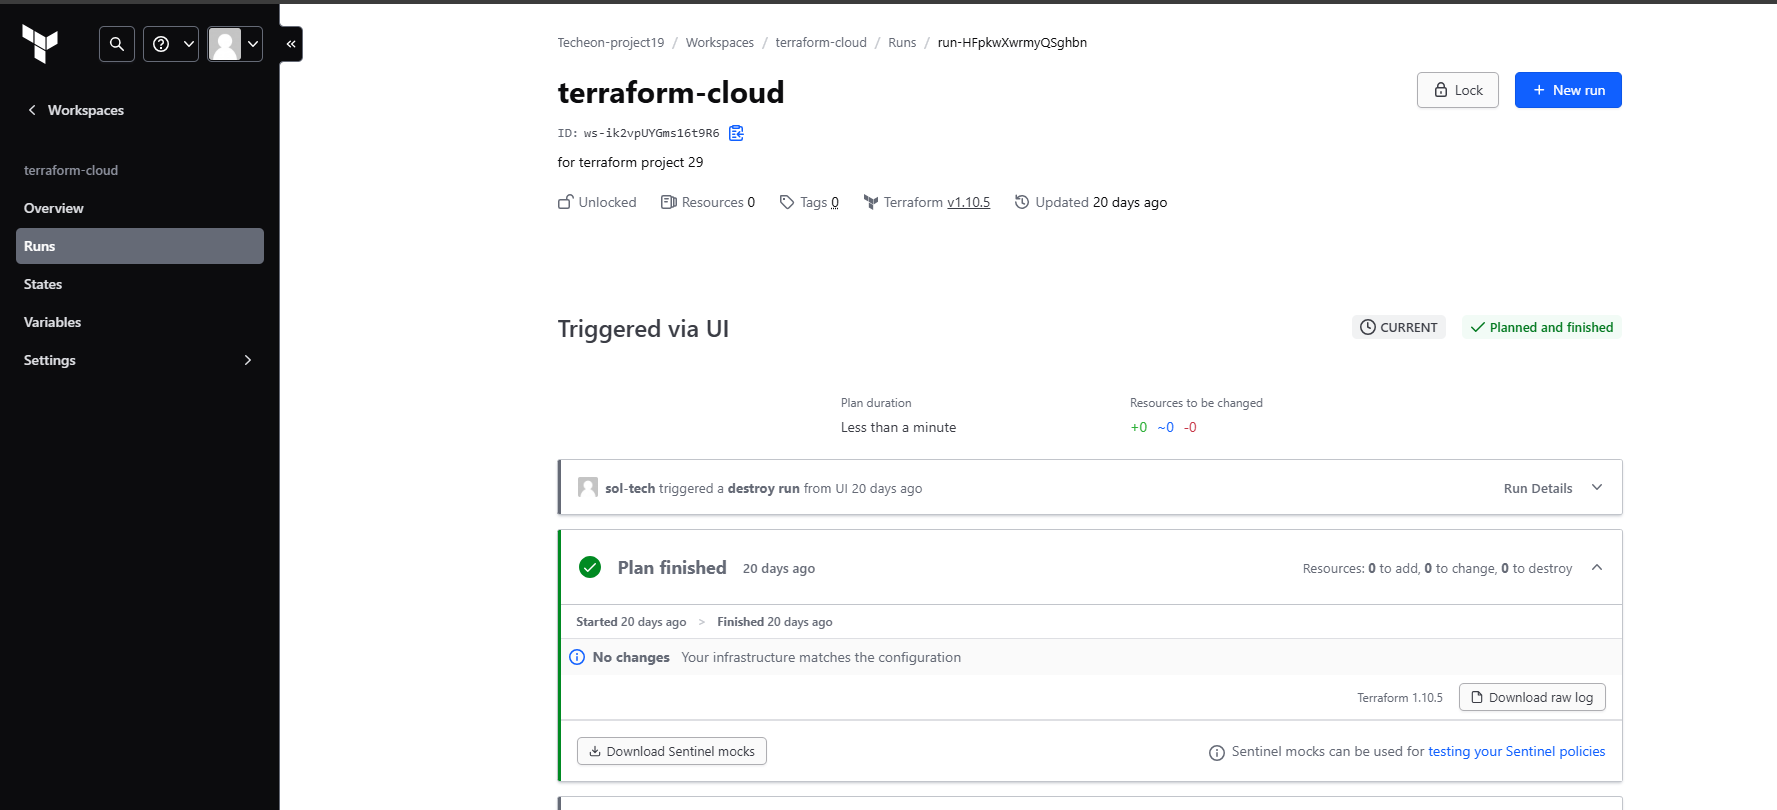 Workspaces
terraform-cloud
Overview
Runs
States
Variables
Settings
Techeon-project19 / Workspaces / terraform-cloud / Runs / run-HFpkwXwrmyQSghbn
terraform-cloud
Lock
+ New run
ID: ws-ik2vpUYGms16t9R6
for terraform project 29
Unlocked Resources 0 Tags 0 Terraform v1.10.5 Updated 20 days ago
Triggered via UI
CURRENT
Planned and finished
Plan duration
Less than a minute
Resources to be changed
+0 ~0 -0
sol-tech triggered a destroy run from UI 20 days ago
Run Details
Plan finished 20 days ago
Resources: 0 to add, 0 to change, 0 to destroy
Started 20 days ago > Finished 20 days ago
No changes Your infrastructure matches the configuration
Terraform 1.10.5
Download raw log
Download Sentinel mocks
Sentinel mocks can be used for testing your Sentinel policies